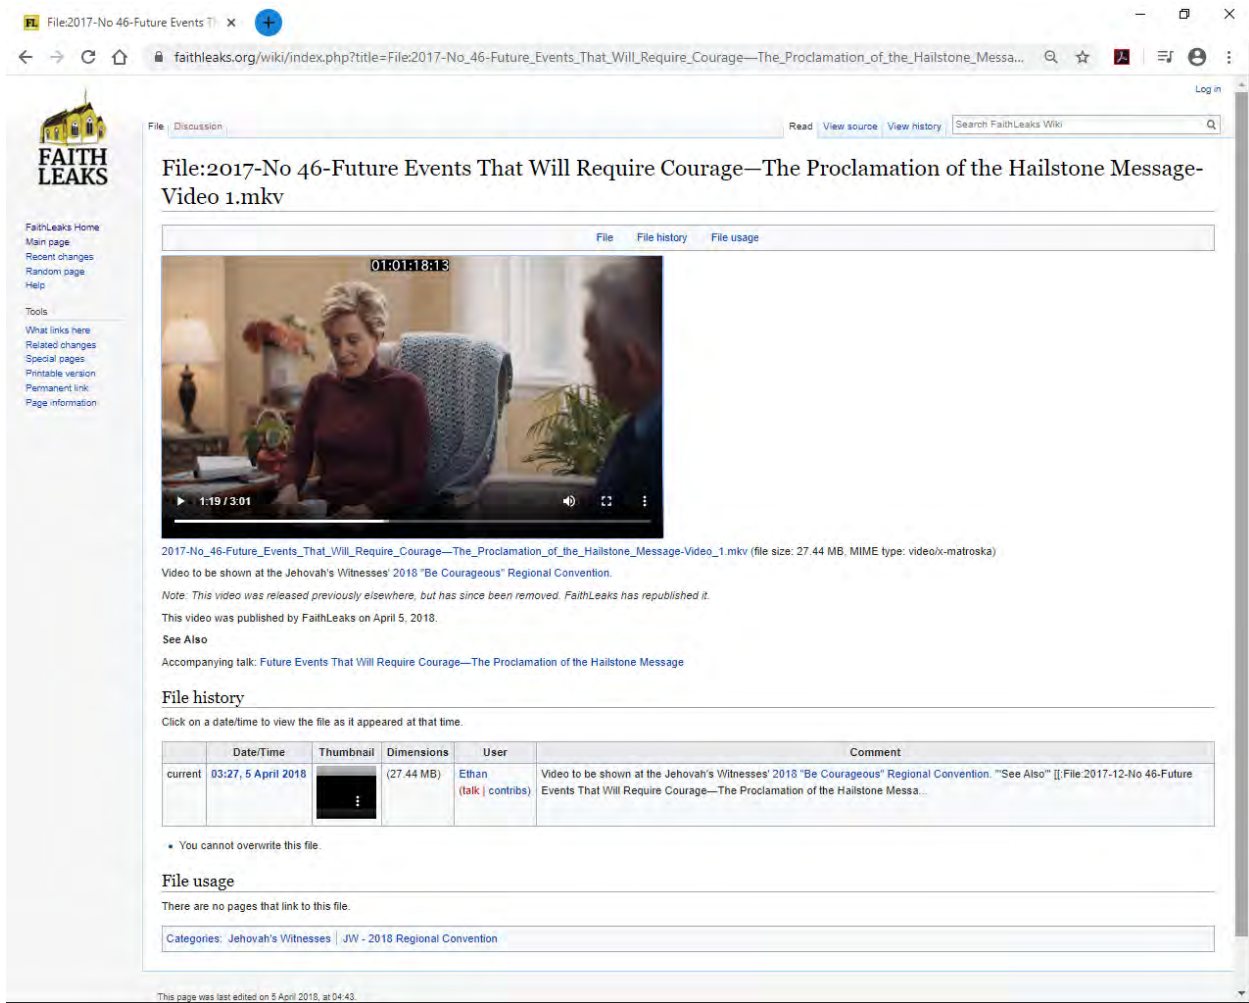 File:2017-No 46-Future Events T
faithleaks.org/wiki/index.php?title=File:2017-No_46-Future_Events_That_Will_Require_Courage—The_Proclamation_of_the_Hailstone_Messa...
Log in
FAITH
LEAKS
File Discussion
Read View source View history Search FaithLeaks Wiki
File:2017-No 46-Future Events That Will Require Courage—The Proclamation of the Hailstone Message-
Video 1.mkv
FaithLeaks Home
Main page
Recent changes
Random page
Help
Tools
What links here
Related changes
Special pages
Printable version
Permanent link
Page information
File File history File usage
01:01:18:13
1:19 / 3:01
2017-No_46-Future_Events_That_Will_Require_Courage—The_Proclamation_of_the_Hailstone_Message-Video_1.mkv (file size: 27.44 MB, MIME type: video/x-matroska)
Video to be shown at the Jehovah's Witnesses' 2018 "Be Courageous" Regional Convention.
Note: This video was released previously elsewhere, but has since been removed. FaithLeaks has republished it.
This video was published by FaithLeaks on April 5, 2018.
See Also
Accompanying talk: Future Events That Will Require Courage—The Proclamation of the Hailstone Message
File history
Click on a date/time to view the file as it appeared at that time.
Date/Time Thumbnail Dimensions User Comment
current 03:27, 5 April 2018 (27.44 MB) Ethan Video to be shown at the Jehovah's Witnesses' 2018 "Be Courageous" Regional Convention. '''See Also''' [[:File:2017-12-No 46-Future
(talk | contribs) Events That Will Require Courage—The Proclamation of the Hailstone Messa...
• You cannot overwrite this file.
File usage
There are no pages that link to this file.
Categories: Jehovah's Witnesses | JW - 2018 Regional Convention
This page was last edited on 5 April 2018, at 04:43.